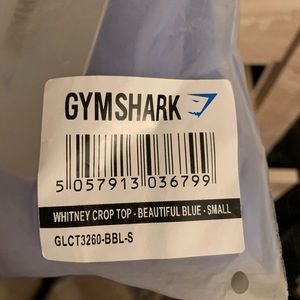 GYMSHARK
5 057913 036799
WHITNEY CROP TOP - BEAUTIFUL BLUE - SMALL
GLCT3260-BBL-S